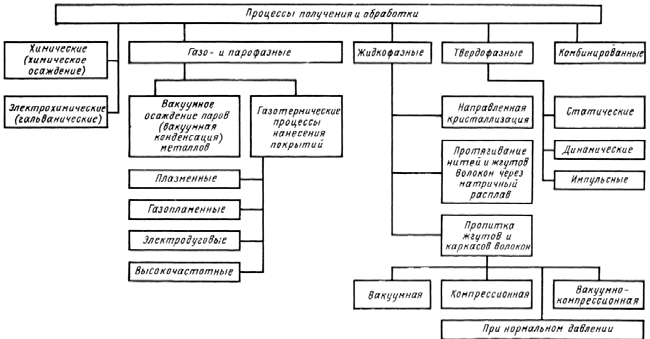 Процессы получения и обработки
Химические
(химическое
осаждение)
Электрохимические
(гальванические)
Газо- и парофазные
Жидкофазные
Твердофазные
Комбинированные
Вакуумное
осаждение паров
(вакуумная
конденсация)
металлов
Газотермические
процессы
нанесения
покрытий
Плазменные
Газопламенные
Электродуговые
Высокочастотные
Направленная
кристаллизация
Протягивание
нитей и жгутов
волокон через
матричный
расплав
Пропитка
жгутов и
каркасов волокон
Статические
Динамические
Импульсные
Вакуумная
Компрессионная
Вакуумно-
компрессионная
При нормальном давлении